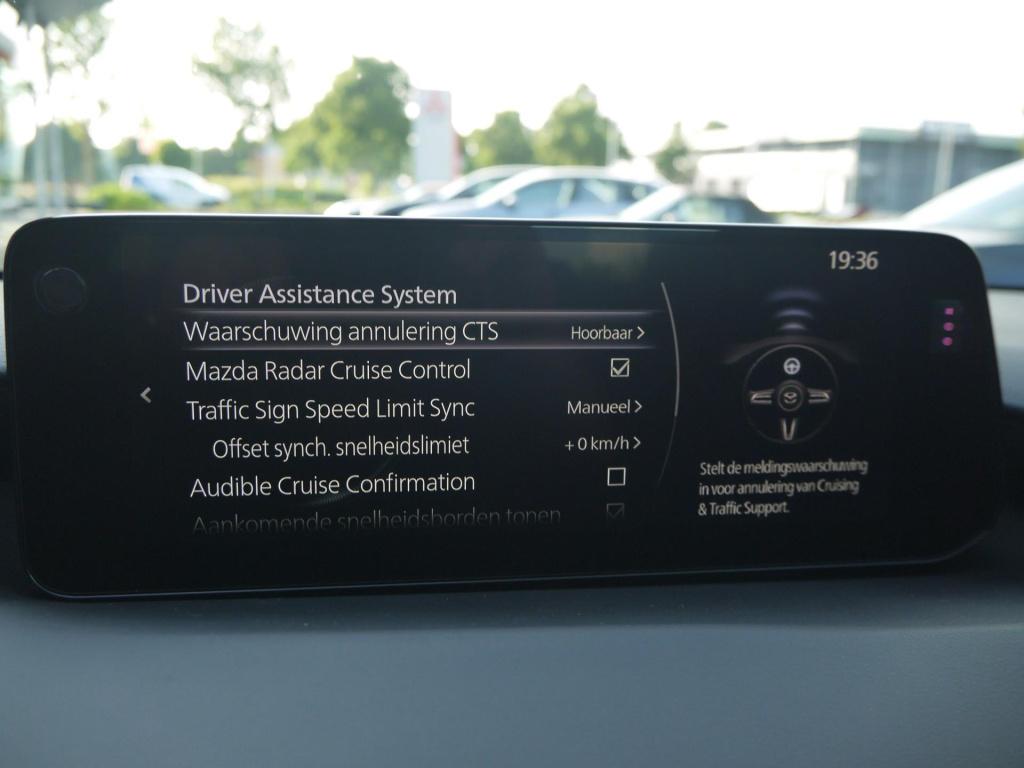 19:36
Driver Assistance System
Waarschuwing annulering CTS Hoorbaar >
Mazda Radar Cruise Control
Traffic Sign Speed Limit Sync Manueel >
Offset synch. snelheidslimiet + 0 km/h >
Audible Cruise Confirmation
Aankomende snelheidsborden tonen
Stelt de meldingswaarschuwing
in voor annulering van Cruising
& Traffic Support.